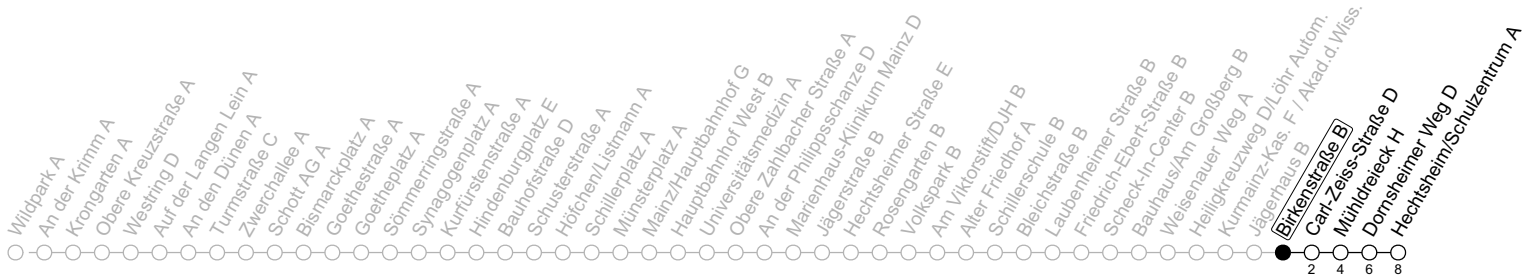 Wildpark A
An der Krimm A
Krongarten A
Obere Kreuzstraße A
Westring D
Auf der Langen Lein A
An den Dünen A
Turmstraße C
Zwerchallee A
Schott AG A
Bismarckplatz A
Goethestraße A
Goetheplatz A
Sömmerringstraße A
Synagogenplatz A
Kurfürstenstraße A
Hindenburgplatz E
Bauhofstraße D
Schusterstraße A
Höfchen/Listmann A
Schillerplatz A
Münsterplatz A
Mainz/Hauptbahnhof G
Hauptbahnhof West B
Universitätsmedizin A
Obere Zahlbacher Straße A
An der Philippsschanze D
Marienhaus-Klinikum Mainz D
Jägerstraße B
Hechtsheimer Straße E
Rosengarten B
Volkspark B
Am Viktorstift/DJH B
Alter Friedhof A
Schillerschule B
Bleichstraße B
Laubenheimer Straße B
Friedrich-Ebert-Straße B
Scheck-In-Center B
Bauhaus/Am Großberg B
Weisenauer Weg A
Heiligkreuzweg D/Löhr Autom.
Kurmainz-Kas. F / Akad.d.Wiss.
Jägerhaus B
Birkenstraße B
Carl-Zeiss-Straße D
Mühldreieck H
Dornsheimer Weg D
Hechtsheim/Schulzentrum A
2 4 6 8